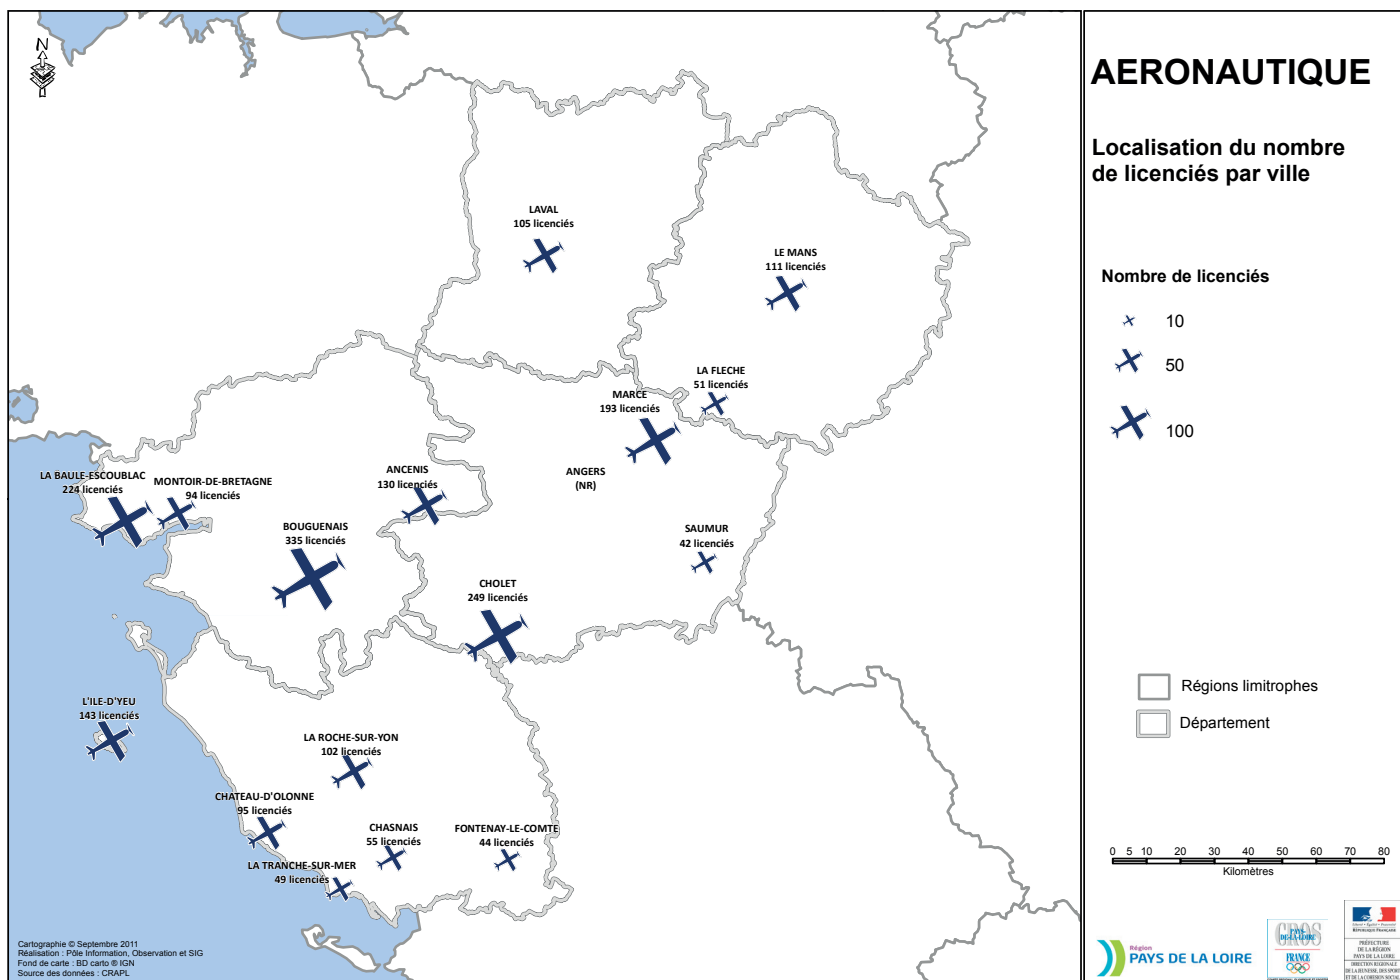 N
AERONAUTIQUE
Localisation du nombre
de licenciés par ville
LAVAL
105 licenciés
LE MANS
111 licenciés
Nombre de licenciés
10
50
100
LA FLECHE
51 licenciés
MARCE
193 licenciés
ANGERS
(NR)
ANCENIS
130 licenciés
LA BAULE-ESCOUBLAC
224 licenciés
MONTOIR-DE-BRETAGNE
94 licenciés
BOUGUENAIS
335 licenciés
SAUMUR
42 licenciés
CHOLET
249 licenciés
L'ILE-D'YEU
143 licenciés
LA ROCHE-SUR-YON
102 licenciés
CHATEAU-D'OLONNE
95 licenciés
CHASNAIS
55 licenciés
FONTENAY-LE-COMTE
44 licenciés
LA TRANCHE-SUR-MER
49 licenciés
Régions limitrophes
Département
0 5 10 20 30 40 50 60 70 80
Kilomètres
Cartographie © Septembre 2011
Réalisation : Pôle Information, Observation et SIG
Fond de carte : BD carto ® IGN
Source des données : CRAPL
Région
PAYS DE LA LOIRE
PAYS-
DE-LA-LOIRE
CROS
FRANCE
RÉPUBLIQUE FRANÇAISE
PRÉFECTURE
DE LA RÉGION
PAYS DE LA LOIRE